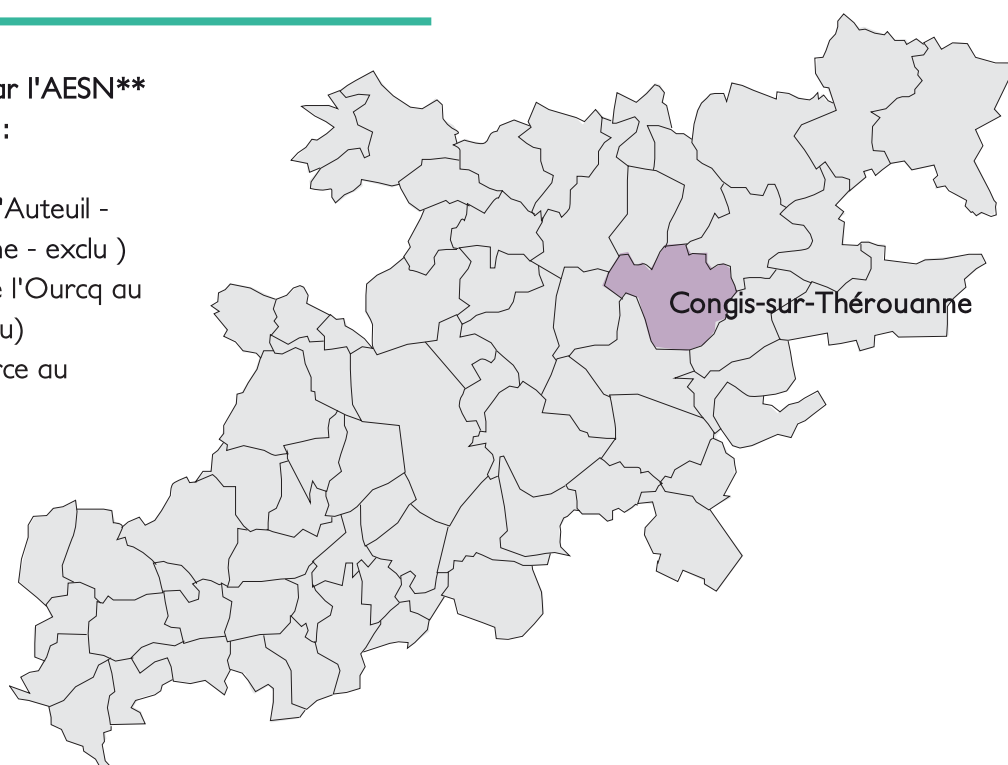 ar l'AESN**
:
'Auteuil -
ne - exclu )
e l'Ourcq au
u)
rce au
Congis-sur-Thérouanne